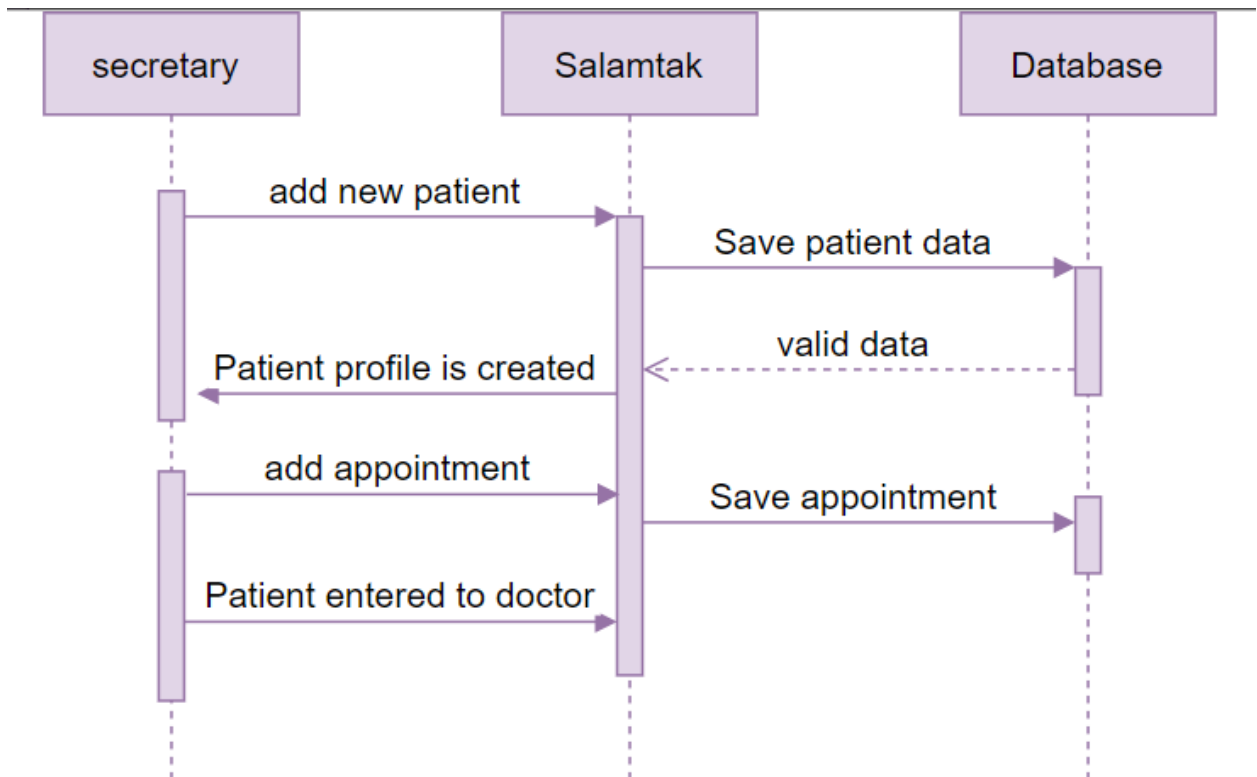 secretary
Salamtak
Database
add new patient
Save patient data
valid data
Patient profile is created
add appointment
Save appointment
Patient entered to doctor